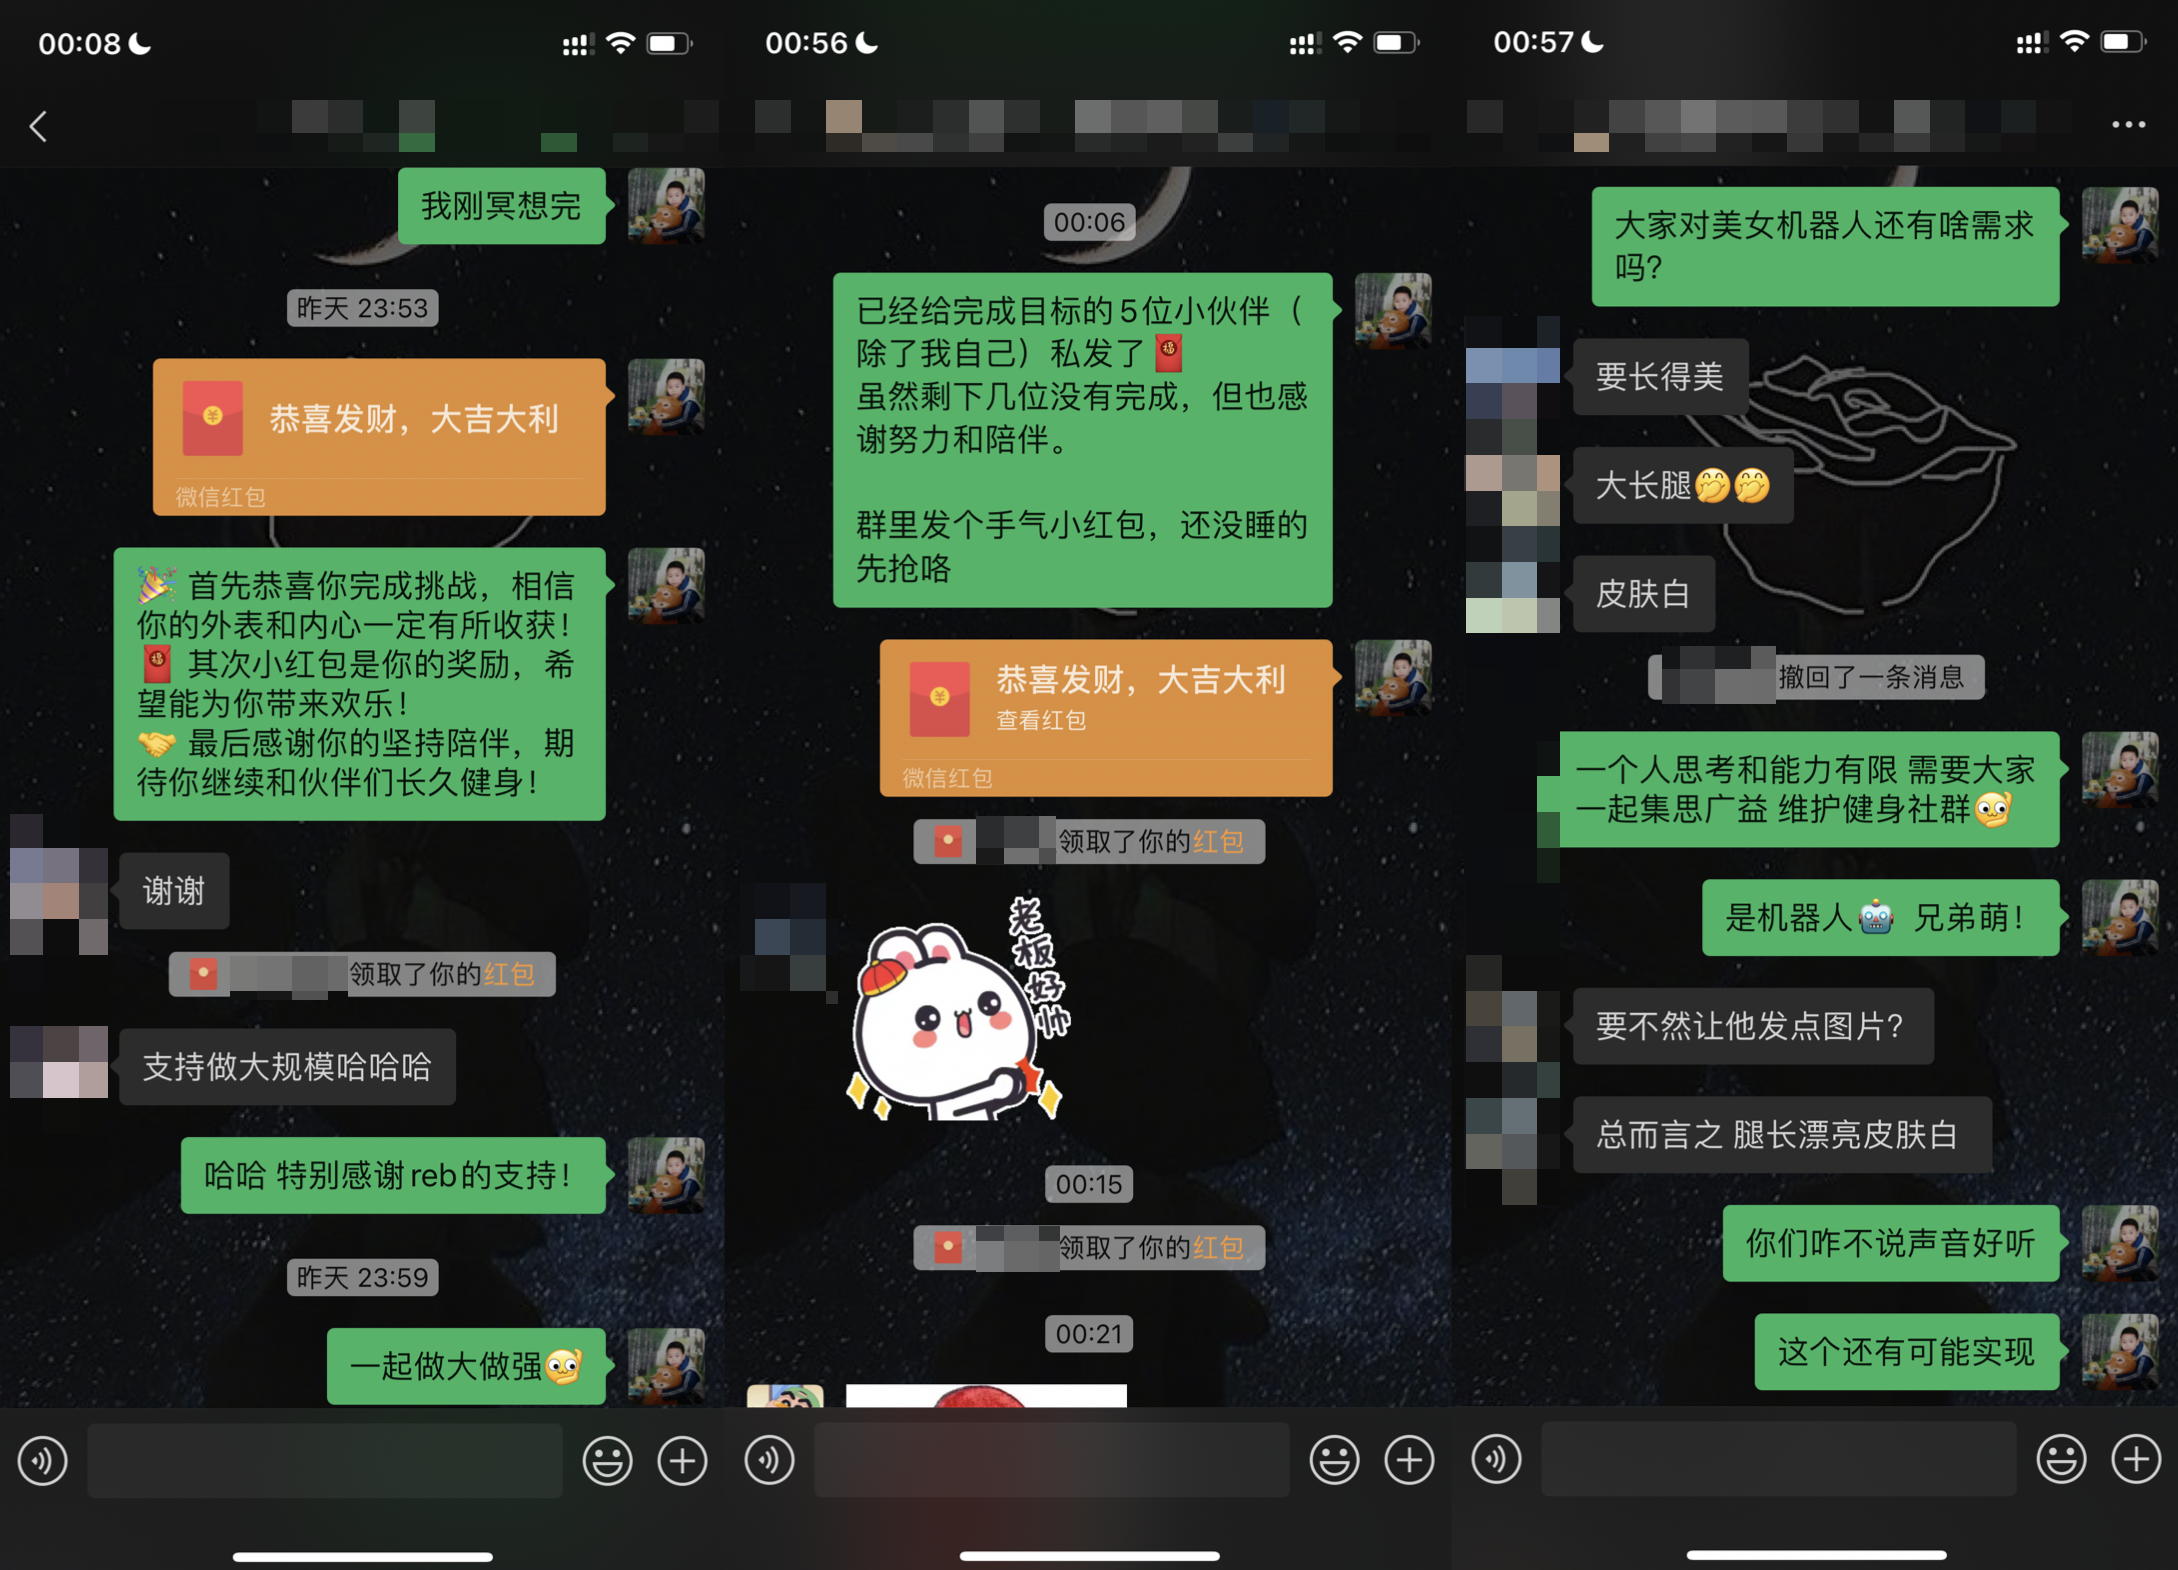 00:08
我刚冥想完
昨天 23:53
恭喜发财，大吉大利
微信红包
🎉 首先恭喜你完成挑战，相信
你的外表和内心一定有所收获！
🧧 其次小红包是你的奖励，希
望能为你带来欢乐！
🤝 最后感谢你的坚持陪伴，期
待你继续和伙伴们长久健身！
谢谢
领取了你的红包
支持做大规模哈哈哈
哈哈 特别感谢reb的支持！
昨天 23:59
一起做大做强
00:56
00:06
已经给完成目标的5位小伙伴（
除了我自己）私发了🧧
虽然剩下几位没有完成，但也感
谢努力和陪伴。
群里发个手气小红包，还没睡的
先抢咯
恭喜发财，大吉大利
查看红包
微信红包
领取了你的红包
老板好帅
00:15
领取了你的红包
00:21
00:57
大家对美女机器人还有啥需求
吗？
要长得美
大长腿🤭🤭
皮肤白
撤回了一条消息
一个人思考和能力有限 需要大家
一起集思广益 维护健身社群
是机器人🤖 兄弟萌！
要不然让他发点图片？
总而言之 腿长漂亮皮肤白
你们咋不说声音好听
这个还有可能实现